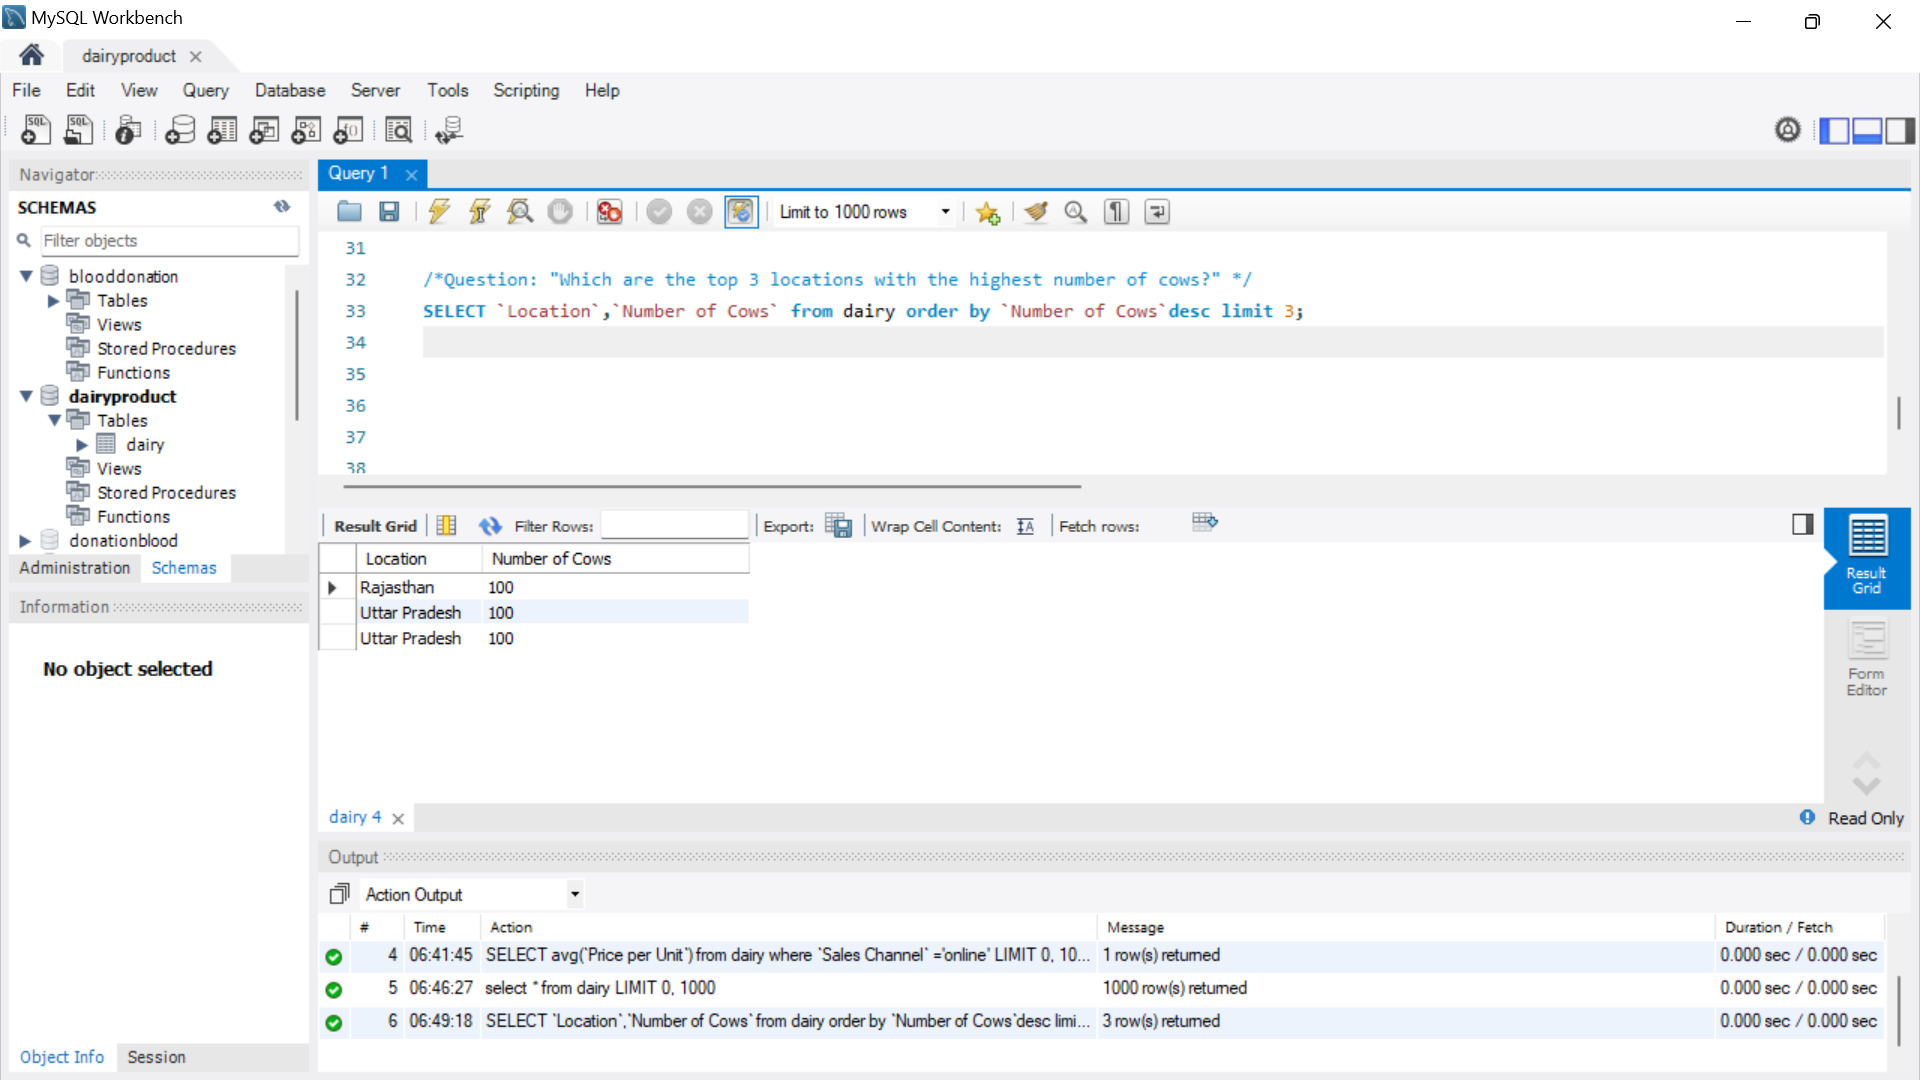 MySQL Workbench
dairyproduct
File Edit View Query Database Server Tools Scripting Help
Navigator
SCHEMAS
Filter objects
blooddonation
Tables
Views
Stored Procedures
Functions
dairyproduct
Tables
dairy
Views
Stored Procedures
Functions
donationblood
Administration Schemas
Information
No object selected
Object Info Session
Query 1
Limit to 1000 rows
31
32 /*Question: "Which are the top 3 locations with the highest number of cows?" */
33 SELECT `Location`,`Number of Cows` from dairy order by `Number of Cows`desc limit 3;
34
35
36
37
38
Result Grid Filter Rows: Export: Wrap Cell Content: Fetch rows:
Location Number of Cows
Rajasthan 100
Uttar Pradesh 100
Uttar Pradesh 100
Result Grid
Form Editor
dairy 4
Read Only
Output
Action Output
# Time Action Message Duration / Fetch
4 06:41:45 SELECT avg(`Price per Unit`) from dairy where `Sales Channel` ='online' LIMIT 0, 10... 1 row(s) returned 0.000 sec / 0.000 sec
5 06:46:27 select * from dairy LIMIT 0, 1000 1000 row(s) returned 0.000 sec / 0.000 sec
6 06:49:18 SELECT `Location`,`Number of Cows` from dairy order by `Number of Cows`desc limi... 3 row(s) returned 0.000 sec / 0.000 sec